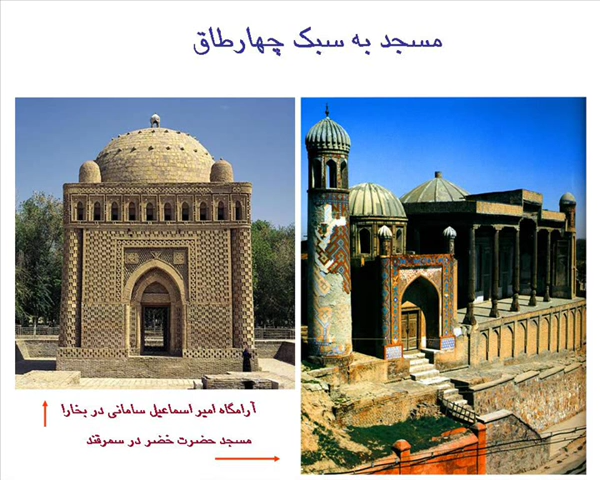 مسجد به سبک چهارطاق
آرامگاه امیر اسماعیل سامانی در بخارا
مسجد حضرت خضر در سمرقند